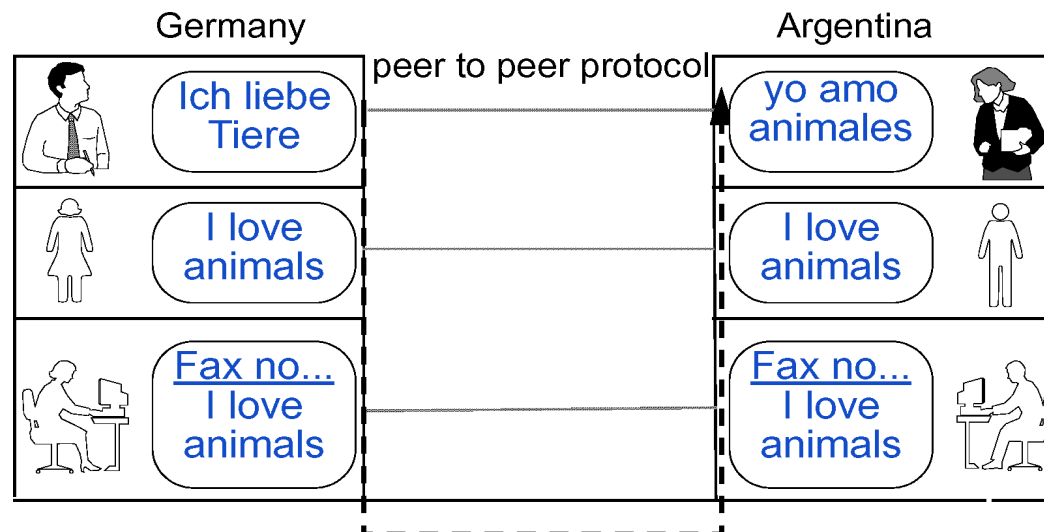 Germany
Argentina
peer to peer protocol
Ich liebe
Tiere
yo amo
animales
I love
animals
I love
animals
Fax no...
I love
animals
Fax no...
I love
animals